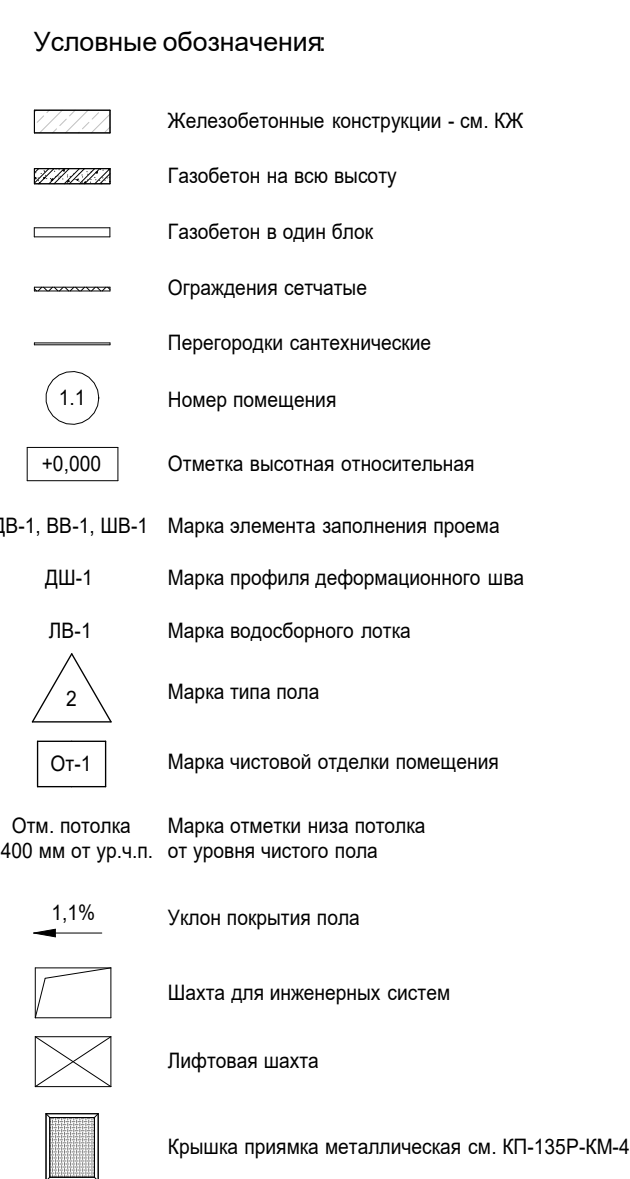 Условные обозначения:
Железобетонные конструкции - см. КЖ
Газобетон на всю высоту
Газобетон в один блок
Ограждения сетчатые
Перегородки сантехнические
1.1 Номер помещения
+0,000 Отметка высотная относительная
ДВ-1, ВВ-1, ШВ-1 Марка элемента заполнения проема
ДШ-1 Марка профиля деформационного шва
ЛВ-1 Марка водосборного лотка
2 Марка типа пола
От-1 Марка чистовой отделки помещения
Отм. потолка Марка отметки низа потолка
400 мм от ур.ч.п. от уровня чистого пола
1,1% Уклон покрытия пола
Шахта для инженерных систем
Лифтовая шахта
Крышка приямка металлическая см. КП-135Р-КМ-4